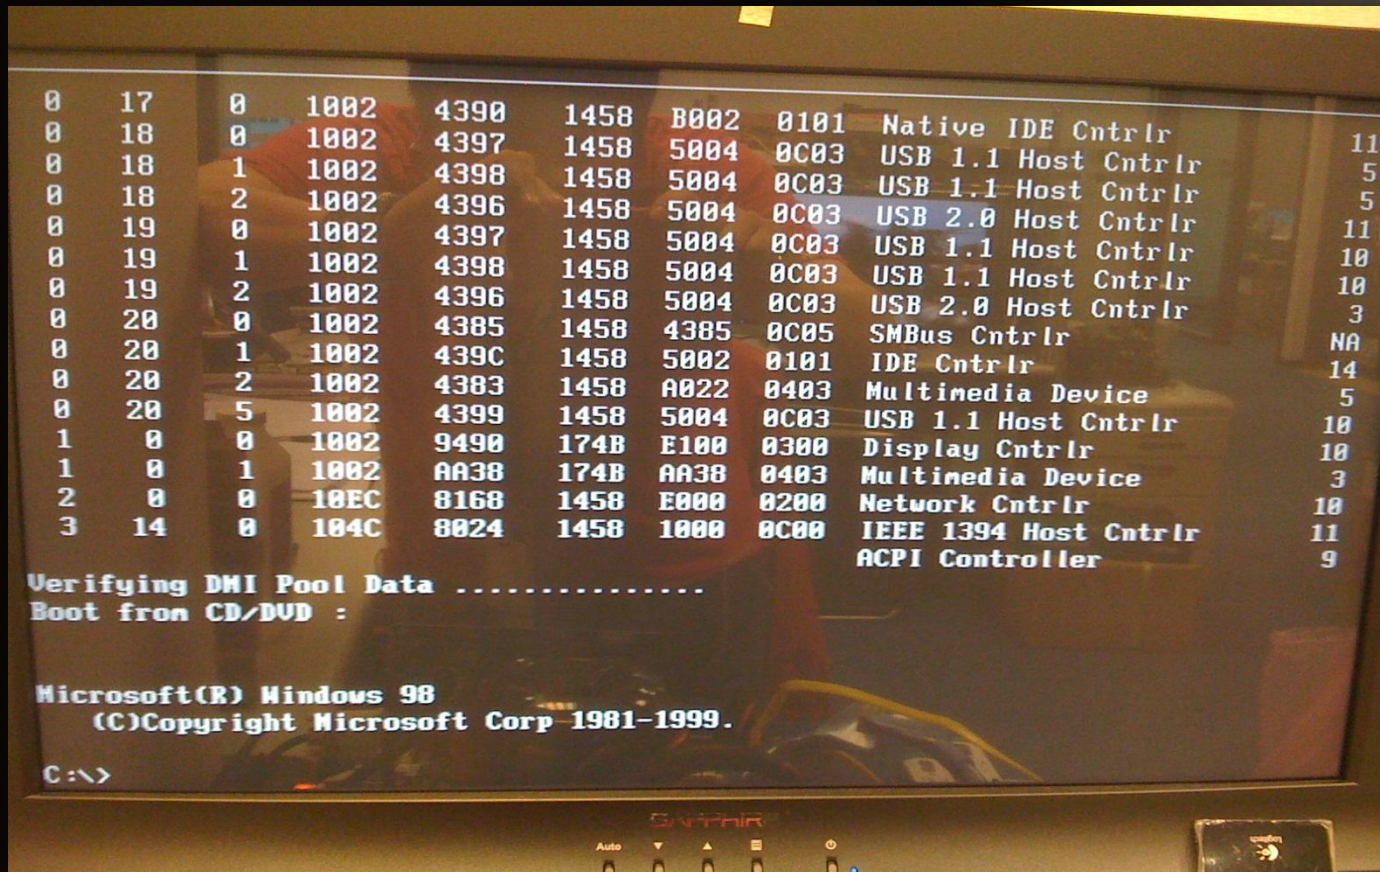 0 17 0 1002 4390 1458 B002 0101 Native IDE Cntrlr 11
0 18 0 1002 4397 1458 5004 0C03 USB 1.1 Host Cntrlr 5
0 18 1 1002 4398 1458 5004 0C03 USB 1.1 Host Cntrlr 5
0 18 2 1002 4396 1458 5004 0C03 USB 2.0 Host Cntrlr 11
0 19 0 1002 4397 1458 5004 0C03 USB 1.1 Host Cntrlr 10
0 19 1 1002 4398 1458 5004 0C03 USB 1.1 Host Cntrlr 10
0 19 2 1002 4396 1458 5004 0C03 USB 2.0 Host Cntrlr 3
0 20 0 1002 4385 1458 4385 0C05 SMBus Cntrlr NA
0 20 1 1002 439C 1458 5002 0101 IDE Cntrlr 14
0 20 2 1002 4383 1458 A022 0403 Multimedia Device 5
0 20 5 1002 4399 1458 5004 0C03 USB 1.1 Host Cntrlr 10
1 0 0 1002 9490 174B E100 0300 Display Cntrlr 10
1 0 1 1002 AA38 174B AA38 0403 Multimedia Device 3
2 0 0 10EC 8168 1458 E000 0200 Network Cntrlr 10
3 14 0 104C 8024 1458 1000 0C00 IEEE 1394 Host Cntrlr 11
ACPI Controller 9
Verifying DMI Pool Data ...............
Boot from CD/DVD :
Microsoft(R) Windows 98
(C)Copyright Microsoft Corp 1981-1999.
C:\>
SAPPHIRE
Auto
Logitech